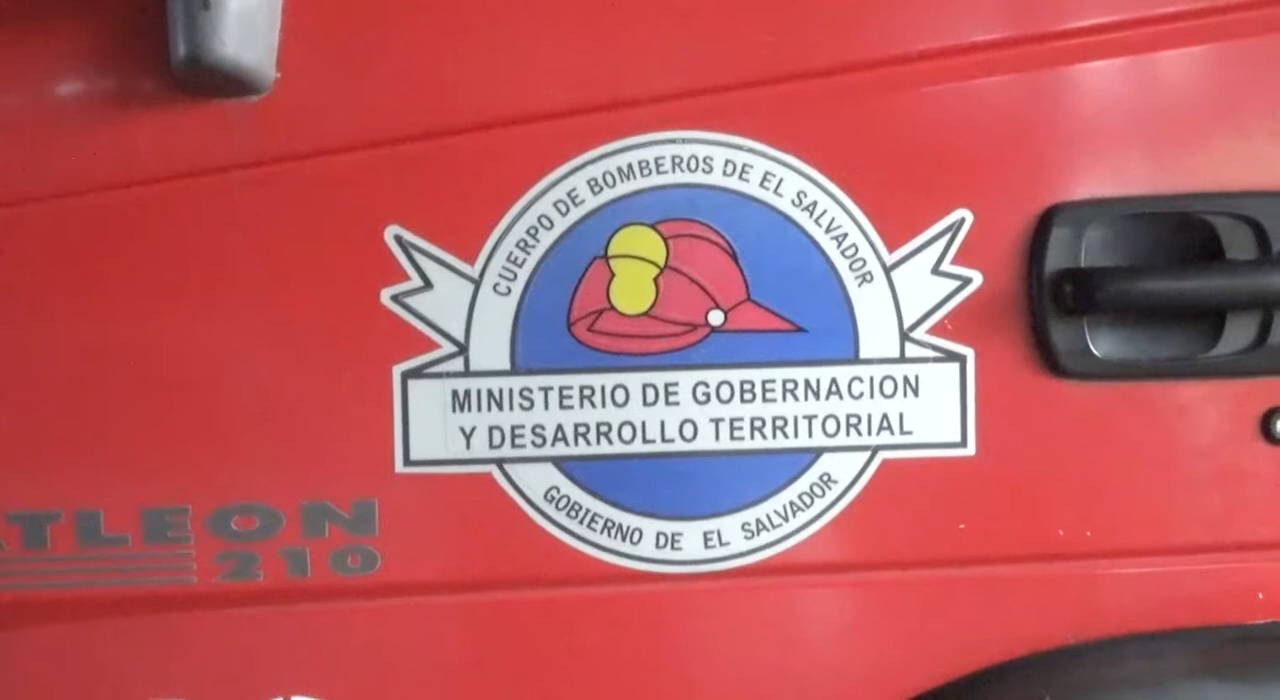 CUERPO DE BOMBEROS DE EL SALVADOR
MINISTERIO DE GOBERNACION
Y DESARROLLO TERRITORIAL
GOBIERNO DE EL SALVADOR
ATLEON
210